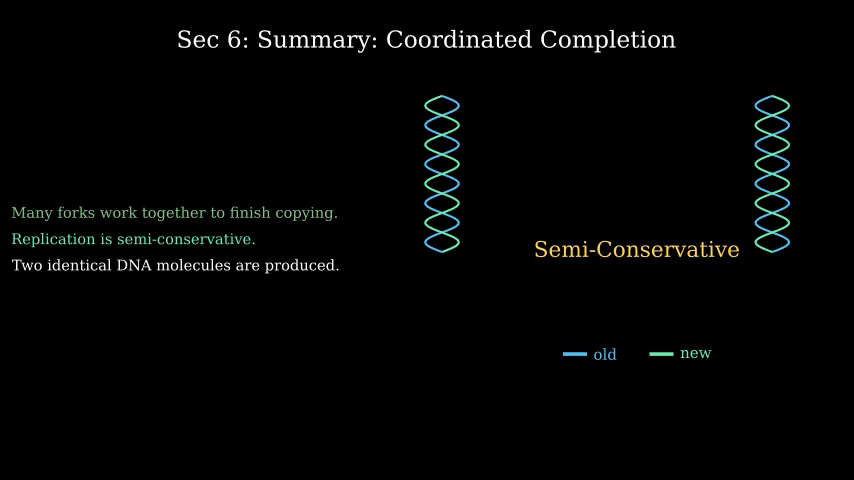 Sec 6: Summary: Coordinated Completion
Many forks work together to finish copying.
Replication is semi-conservative.
Two identical DNA molecules are produced.
Semi-Conservative
old
new